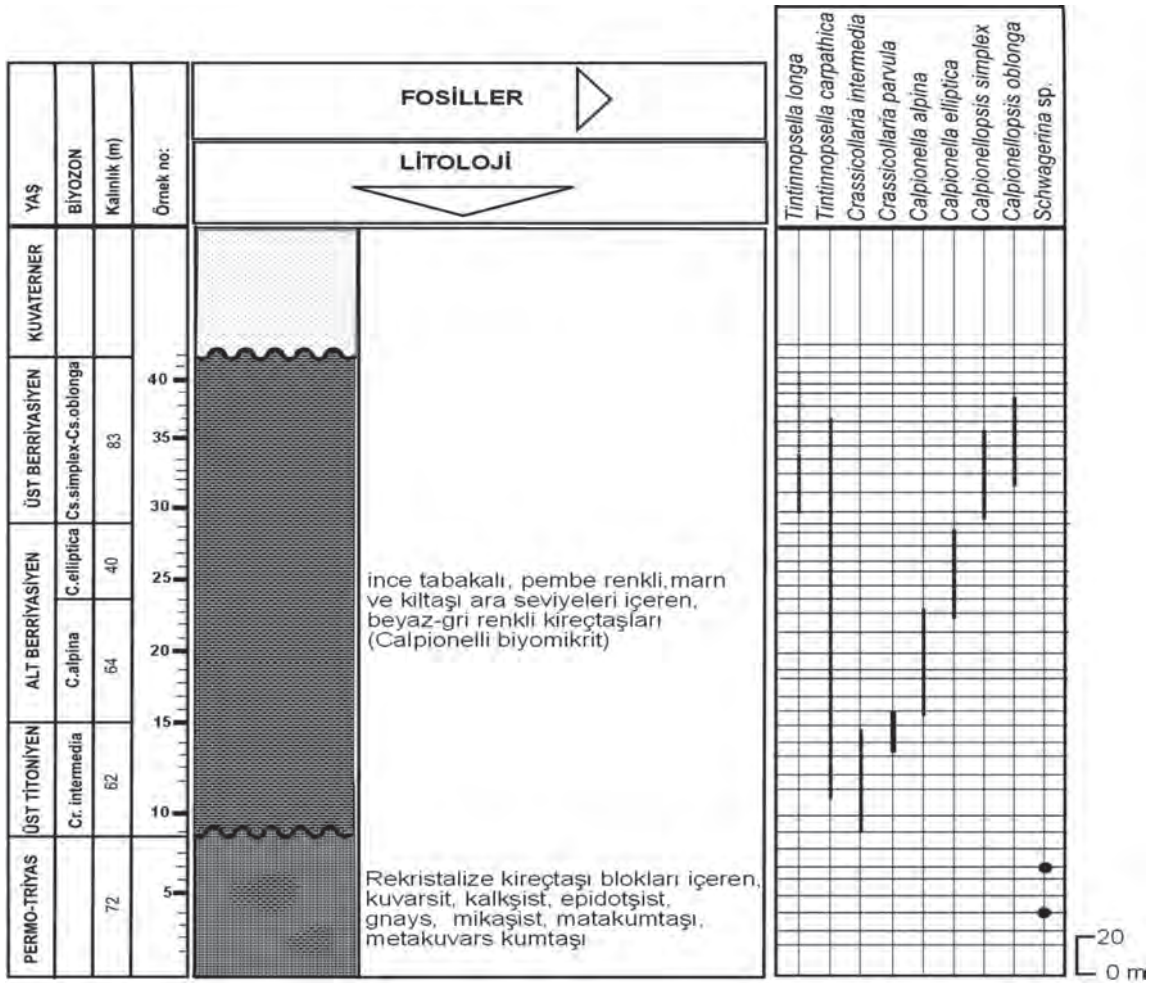 FOSİLLER
LİTOLOJİ
YAŞ
BİYOZON
Kalınlık (m)
Örnek no:
Tintinnopsella longa
Tintinnopsella carpathica
Crassicollaria intermedia
Crassicollaria parvula
Calpionella alpina
Calpionella elliptica
Calpionellopsis simplex
Calpionellopsis oblonga
Schwagerina sp.
KUVATERNER
ÜST BERRİYASİYEN
Cs.simplex-Cs.oblonga
83
40
35
30
ALT BERRİYASİYEN
C.elliptica
40
25
C.alpina
64
20
15
ÜST TİTONİYEN
Cr. intermedia
62
10
PERMO-TRİYAS
72
5
ince tabakalı, pembe renkli,marn
ve kiltaşı ara seviyeleri içeren,
beyaz-gri renkli kireçtaşları
(Calpionelli biyomikrit)
Rekristalize kireçtaşı blokları içeren,
kuvarsit, kalkşist, epidotşist,
gnays, mikaşist, matakumtaşı,
metakuvars kumtaşı
20
0 m